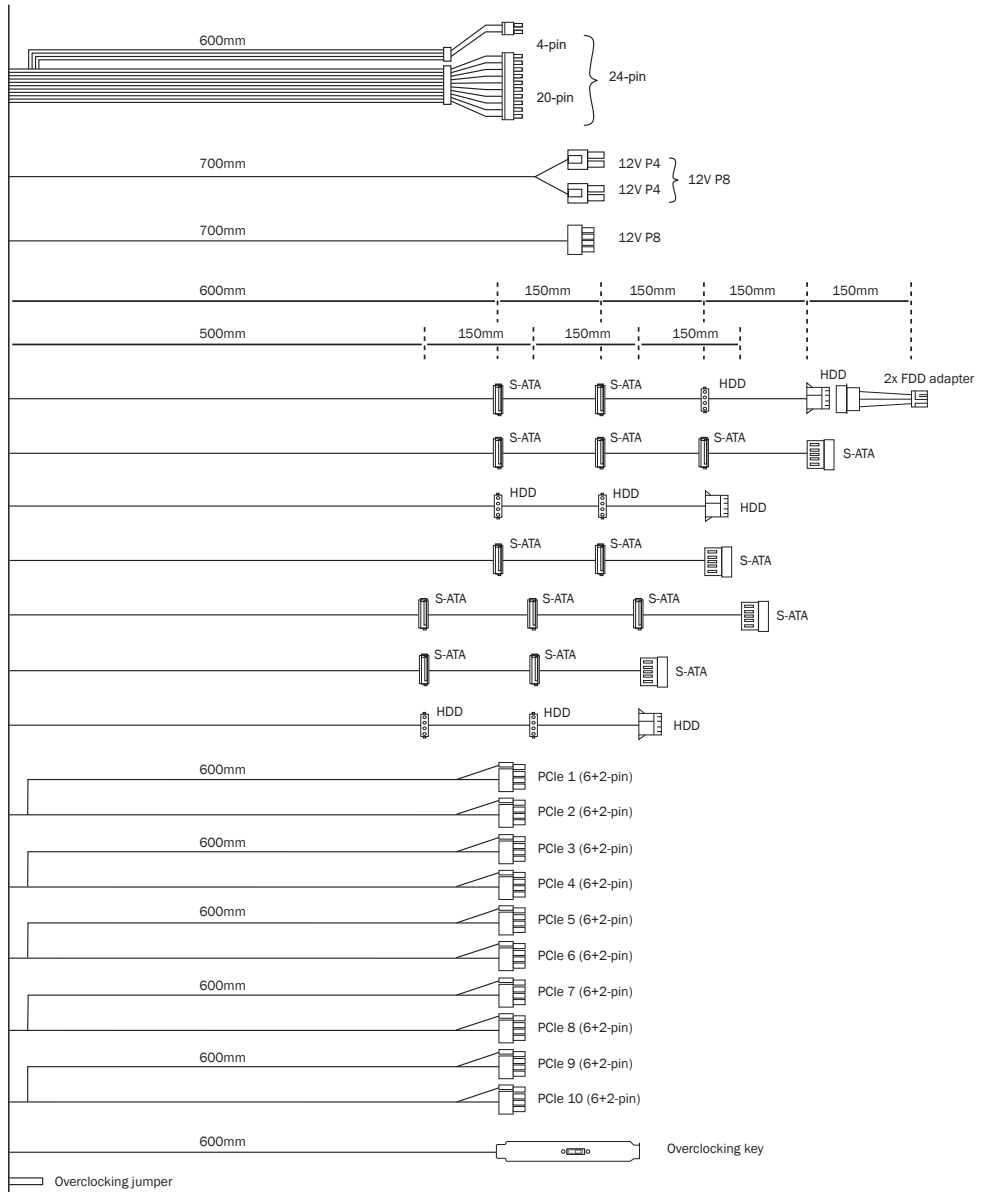 600mm
4-pin
24-pin
20-pin
700mm
12V P4
12V P8
12V P4
700mm
12V P8
600mm 150mm 150mm 150mm 150mm
500mm 150mm 150mm 150mm
S-ATA S-ATA HDD HDD 2x FDD adapter
S-ATA S-ATA S-ATA S-ATA
HDD HDD HDD
S-ATA S-ATA S-ATA
S-ATA S-ATA S-ATA S-ATA
S-ATA S-ATA S-ATA
HDD HDD HDD
600mm PCIe 1 (6+2-pin)
PCIe 2 (6+2-pin)
600mm PCIe 3 (6+2-pin)
PCIe 4 (6+2-pin)
600mm PCIe 5 (6+2-pin)
PCIe 6 (6+2-pin)
600mm PCIe 7 (6+2-pin)
PCIe 8 (6+2-pin)
600mm PCIe 9 (6+2-pin)
PCIe 10 (6+2-pin)
600mm Overclocking key
Overclocking jumper